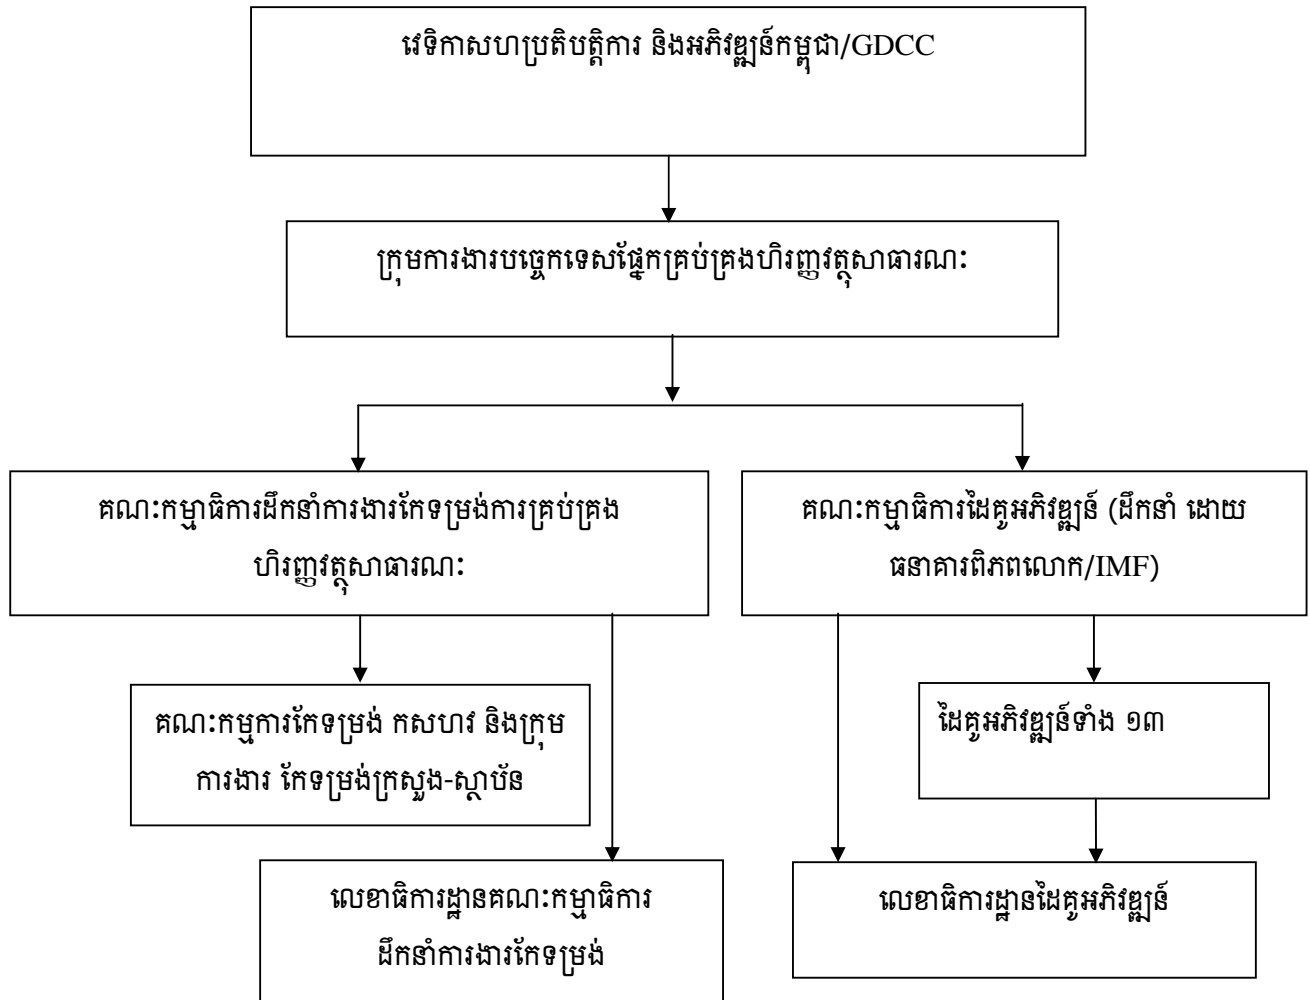 វេទិកាសហប្រតិបត្តិការ និងអភិវឌ្ឍន៍កម្ពុជា/GDCC
ក្រុមការងារបច្ចេកទេសផ្នែកគ្រប់គ្រងហិរញ្ញវត្ថុសាធារណៈ
គណៈកម្មាធិការដឹកនាំការងារកែទម្រង់ការគ្រប់គ្រង
ហិរញ្ញវត្ថុសាធារណៈ
គណៈកម្មាធិការដៃគូអភិវឌ្ឍន៍ (ដឹកនាំ ដោយ
ធនាគារពិភពលោក/IMF)
គណៈកម្មការកែទម្រង់ កសហវ និងក្រុម
ការងារ កែទម្រង់ក្រសួង-ស្ថាប័ន
ដៃគូអភិវឌ្ឍន៍ទាំង ១៣
លេខាធិការដ្ឋានគណៈកម្មាធិការ
ដឹកនាំការងារកែទម្រង់
លេខាធិការដ្ឋានដៃគូអភិវឌ្ឍន៍